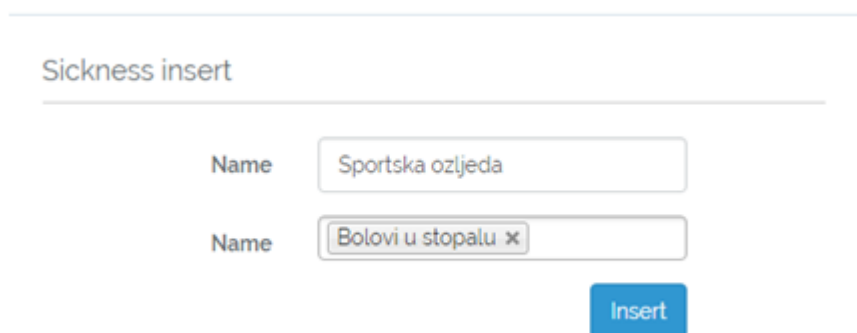 Sickness insert
Name Sportska ozljeda
Name Bolovi u stopalu ×
Insert